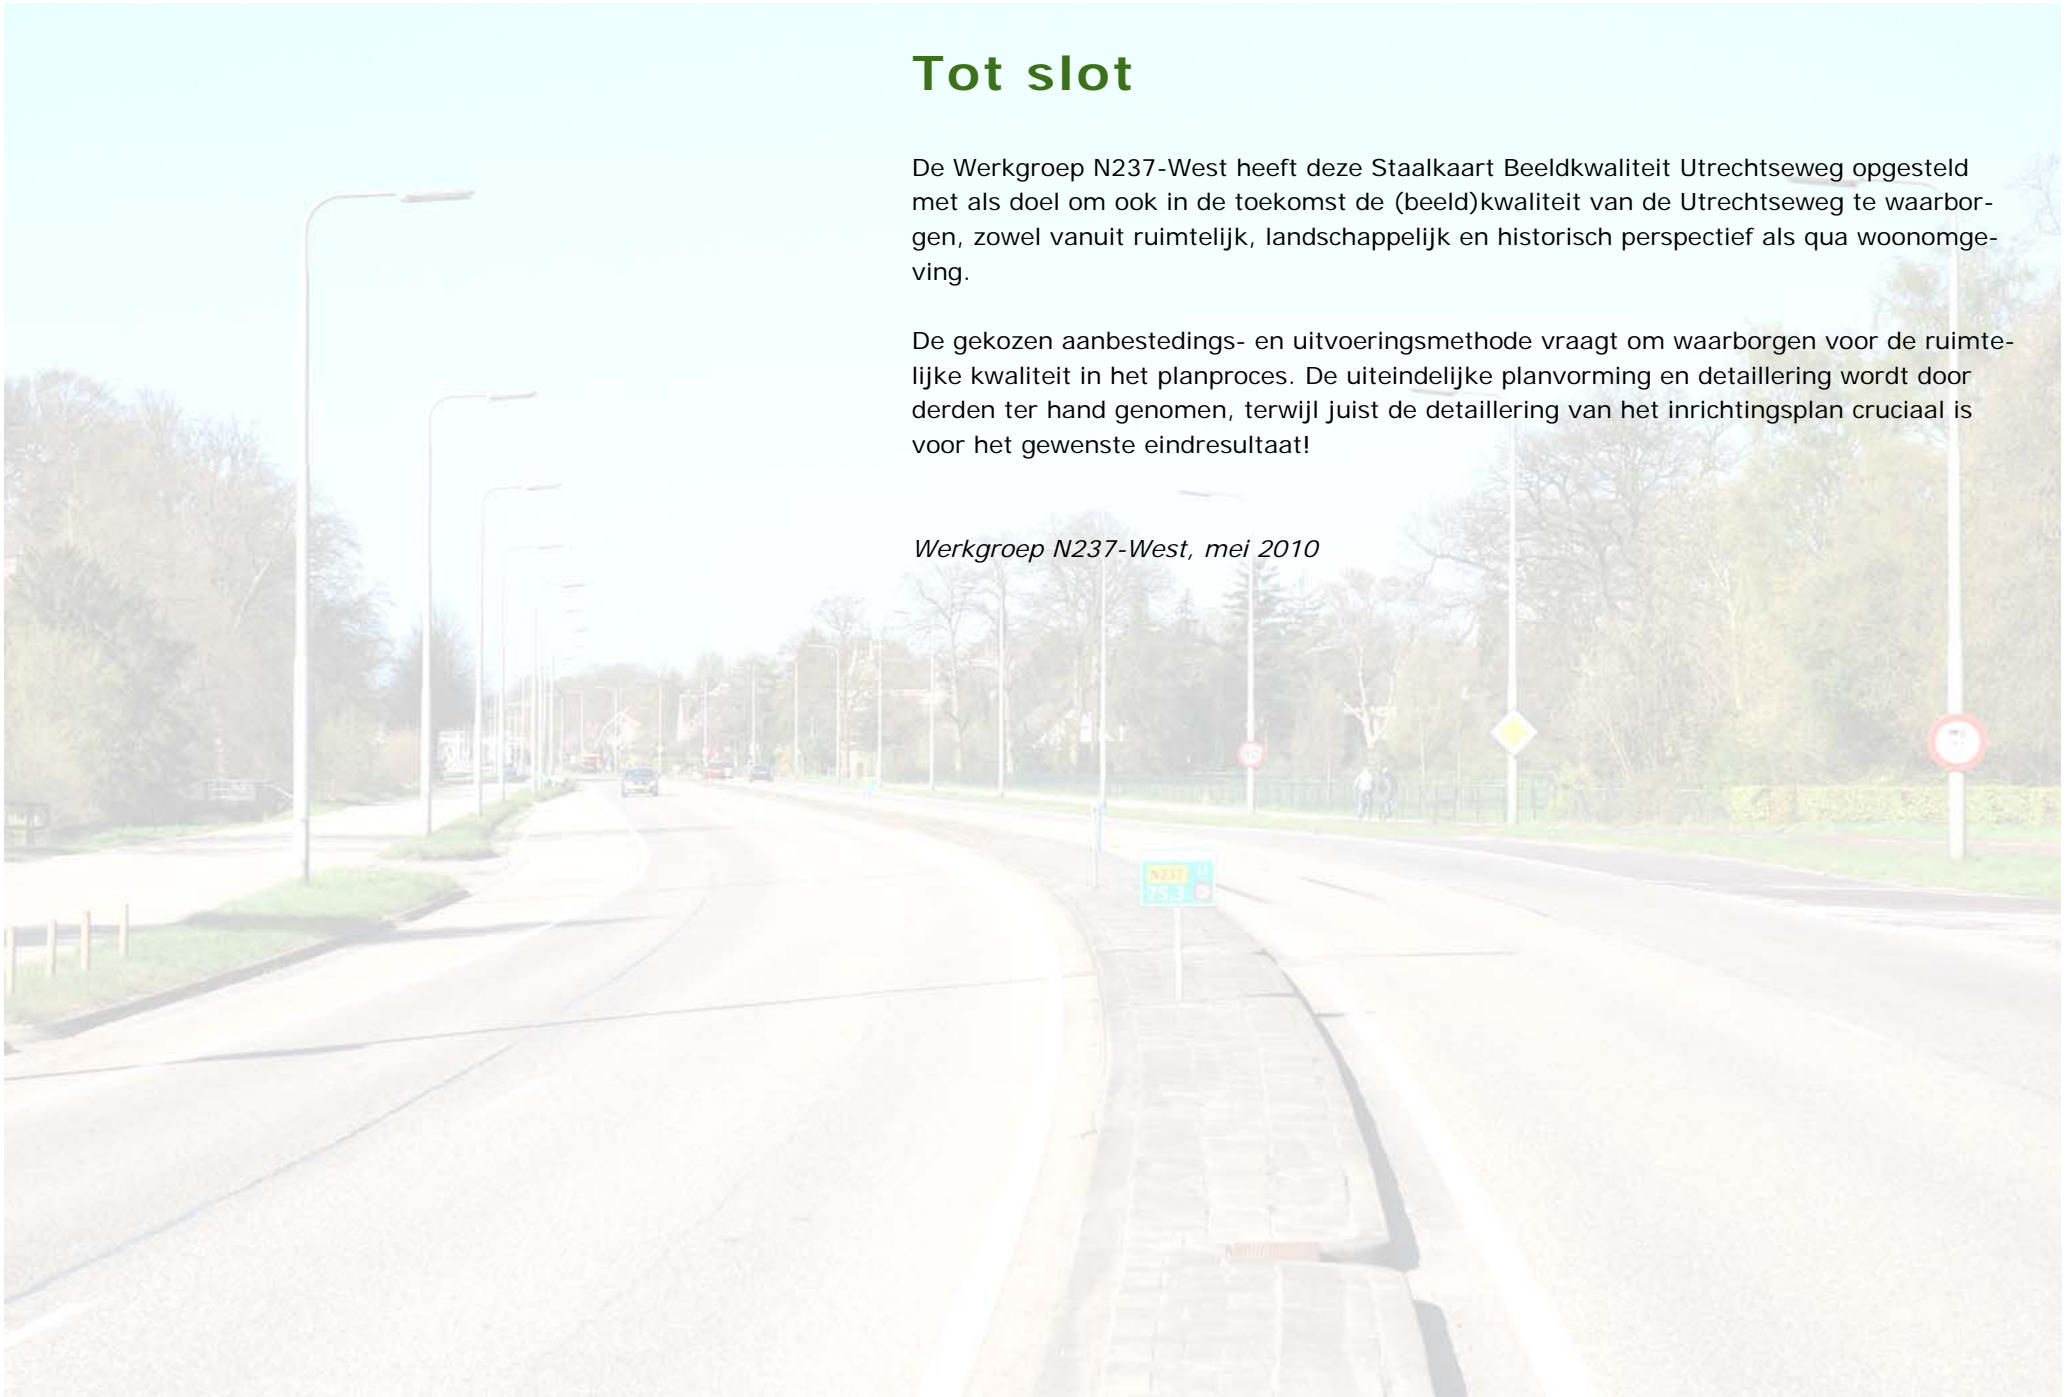 Tot slot
De Werkgroep N237-West heeft deze Staalkaart Beeldkwaliteit Utrechtseweg opgesteld
met als doel om ook in de toekomst de (beeld)kwaliteit van de Utrechtseweg te waarbor-
gen, zowel vanuit ruimtelijk, landschappelijk en historisch perspectief als qua woonomge-
ving.
De gekozen aanbestedings- en uitvoeringsmethode vraagt om waarborgen voor de ruimte-
lijke kwaliteit in het planproces. De uiteindelijke planvorming en detaillering wordt door
derden ter hand genomen, terwijl juist de detaillering van het inrichtingsplan cruciaal is
voor het gewenste eindresultaat!
Werkgroep N237-West, mei 2010
N237
75,3